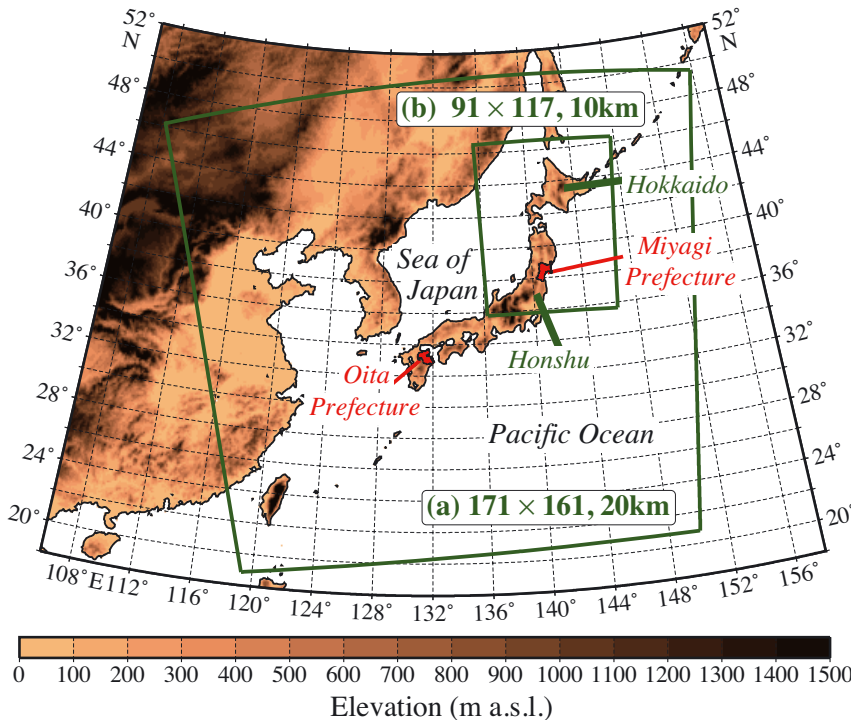 52°
N
48°
44°
40°
36°
32°
28°
24°
20°
52°
N
48°
44°
40°
36°
32°
28°
24°
20°
(b) 91 × 117, 10km
Hokkaido
Miyagi
Prefecture
Sea of
Japan
Honshu
Oita
Prefecture
Pacific Ocean
(a) 171 × 161, 20km
108°E 112° 116° 120° 124° 128° 132° 136° 140° 144° 148° 152° 156°
0 100 200 300 400 500 600 700 800 900 1000 1100 1200 1300 1400 1500
Elevation (m a.s.l.)